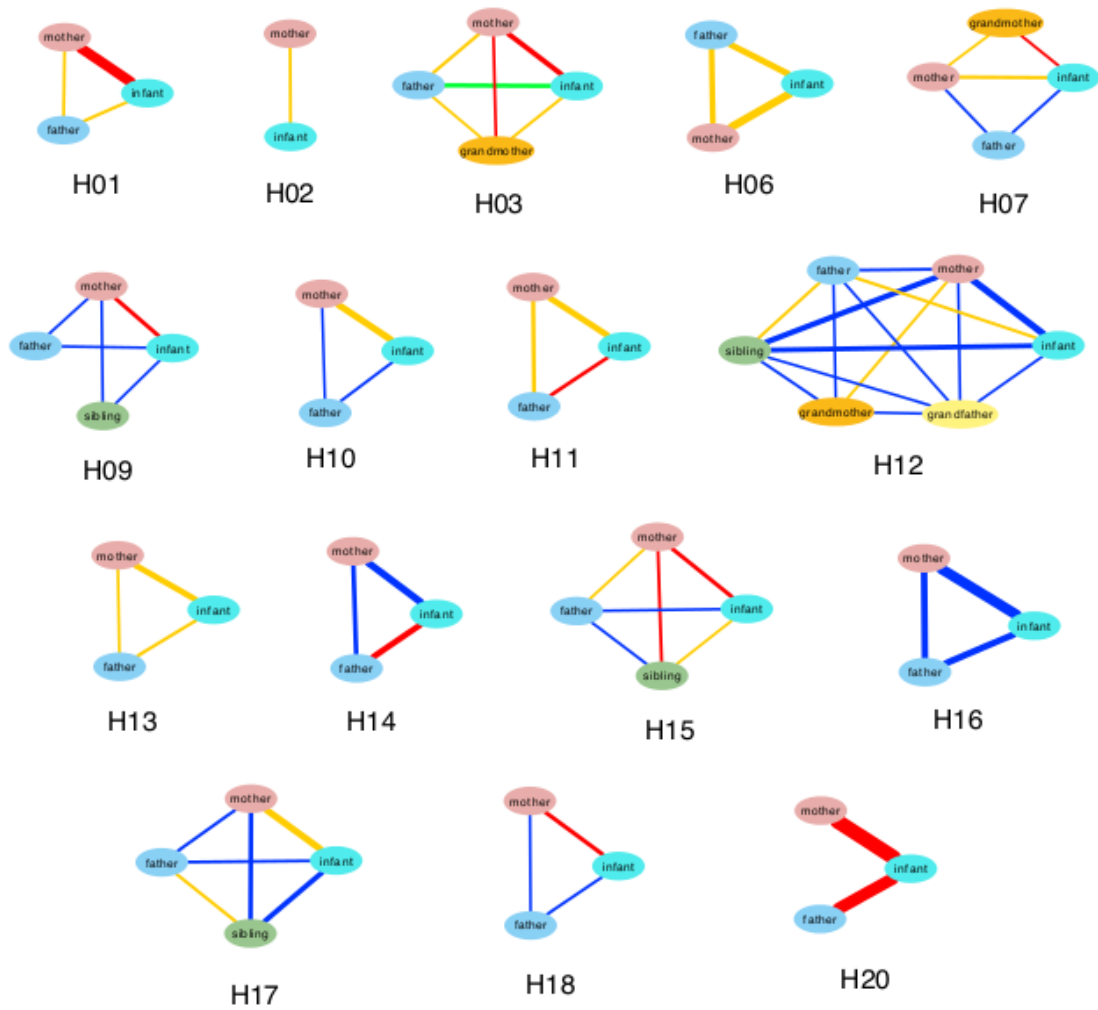 mother
infant
father
H01
mother
infant
H02
mother
father
infant
grandmother
H03
father
infant
mother
H06
grandmother
mother
infant
father
H07
mother
father
infant
sibling
H09
mother
infant
father
H10
mother
infant
father
H11
father
mother
sibling
infant
grandmother
grandfather
H12
mother
infant
father
H13
mother
infant
father
H14
mother
father
infant
sibling
H15
mother
infant
father
H16
mother
father
infant
sibling
H17
mother
infant
father
H18
mother
infant
father
H20